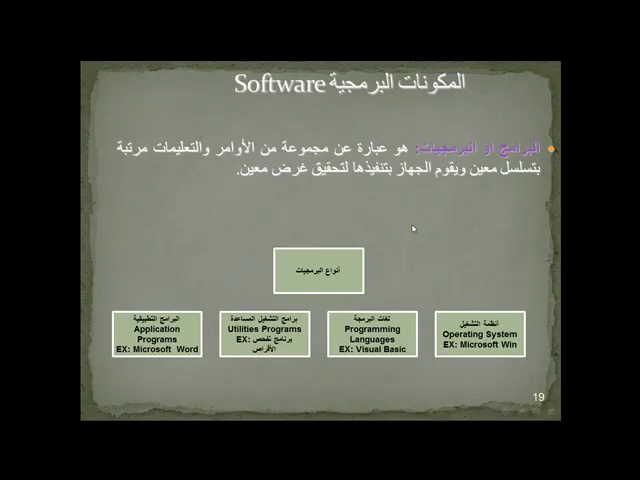 المكونات البرمجية Software
البرامج او البرمجيات: هو عبارة عن مجموعة من الأوامر والتعليمات مرتبة
بتسلسل معين ويقوم الجهاز بتنفيذها لتحقيق غرض معين.
أنواع البرمجيات
أنظمة التشغيل
Operating System
EX: Microsoft Win
لغات البرمجة
Programming
Languages
EX: Visual Basic
برامج التشغيل المساعدة
Utilities Programs
EX: برنامج تفحص
الأقراص
البرامج التطبيقية
Application
Programs
EX: Microsoft Word
19